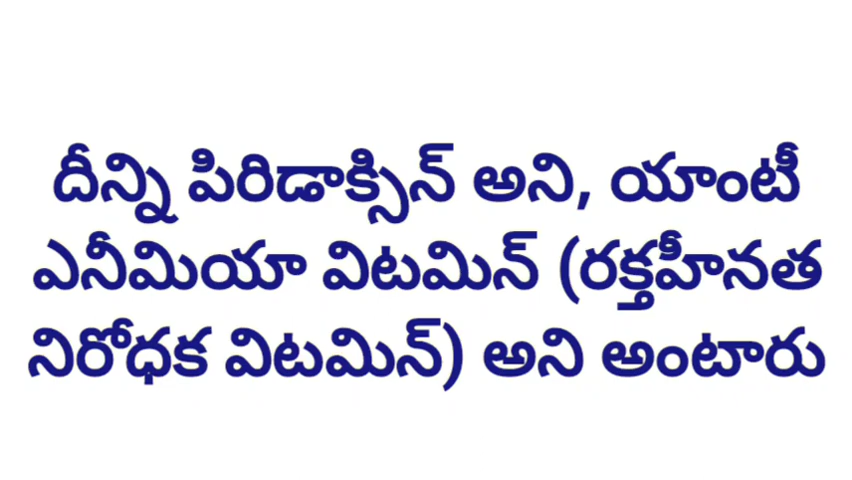 దీన్ని పిరిడాక్సిన్ అని, యాంటీ
ఎనీమియా విటమిన్ (రక్తహీనత
నిరోధక విటమిన్) అని అంటారు